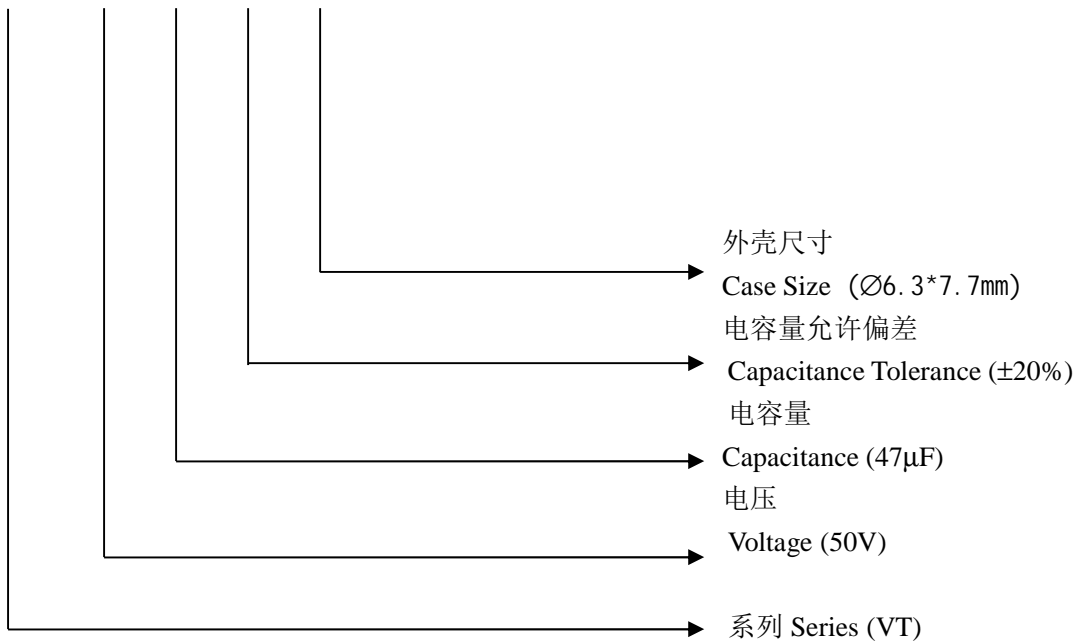 外壳尺寸
Case Size (∅6.3*7.7mm)
电容量允许偏差
Capacitance Tolerance (±20%)
电容量
Capacitance (47μF)
电压
Voltage (50V)
系列 Series (VT)